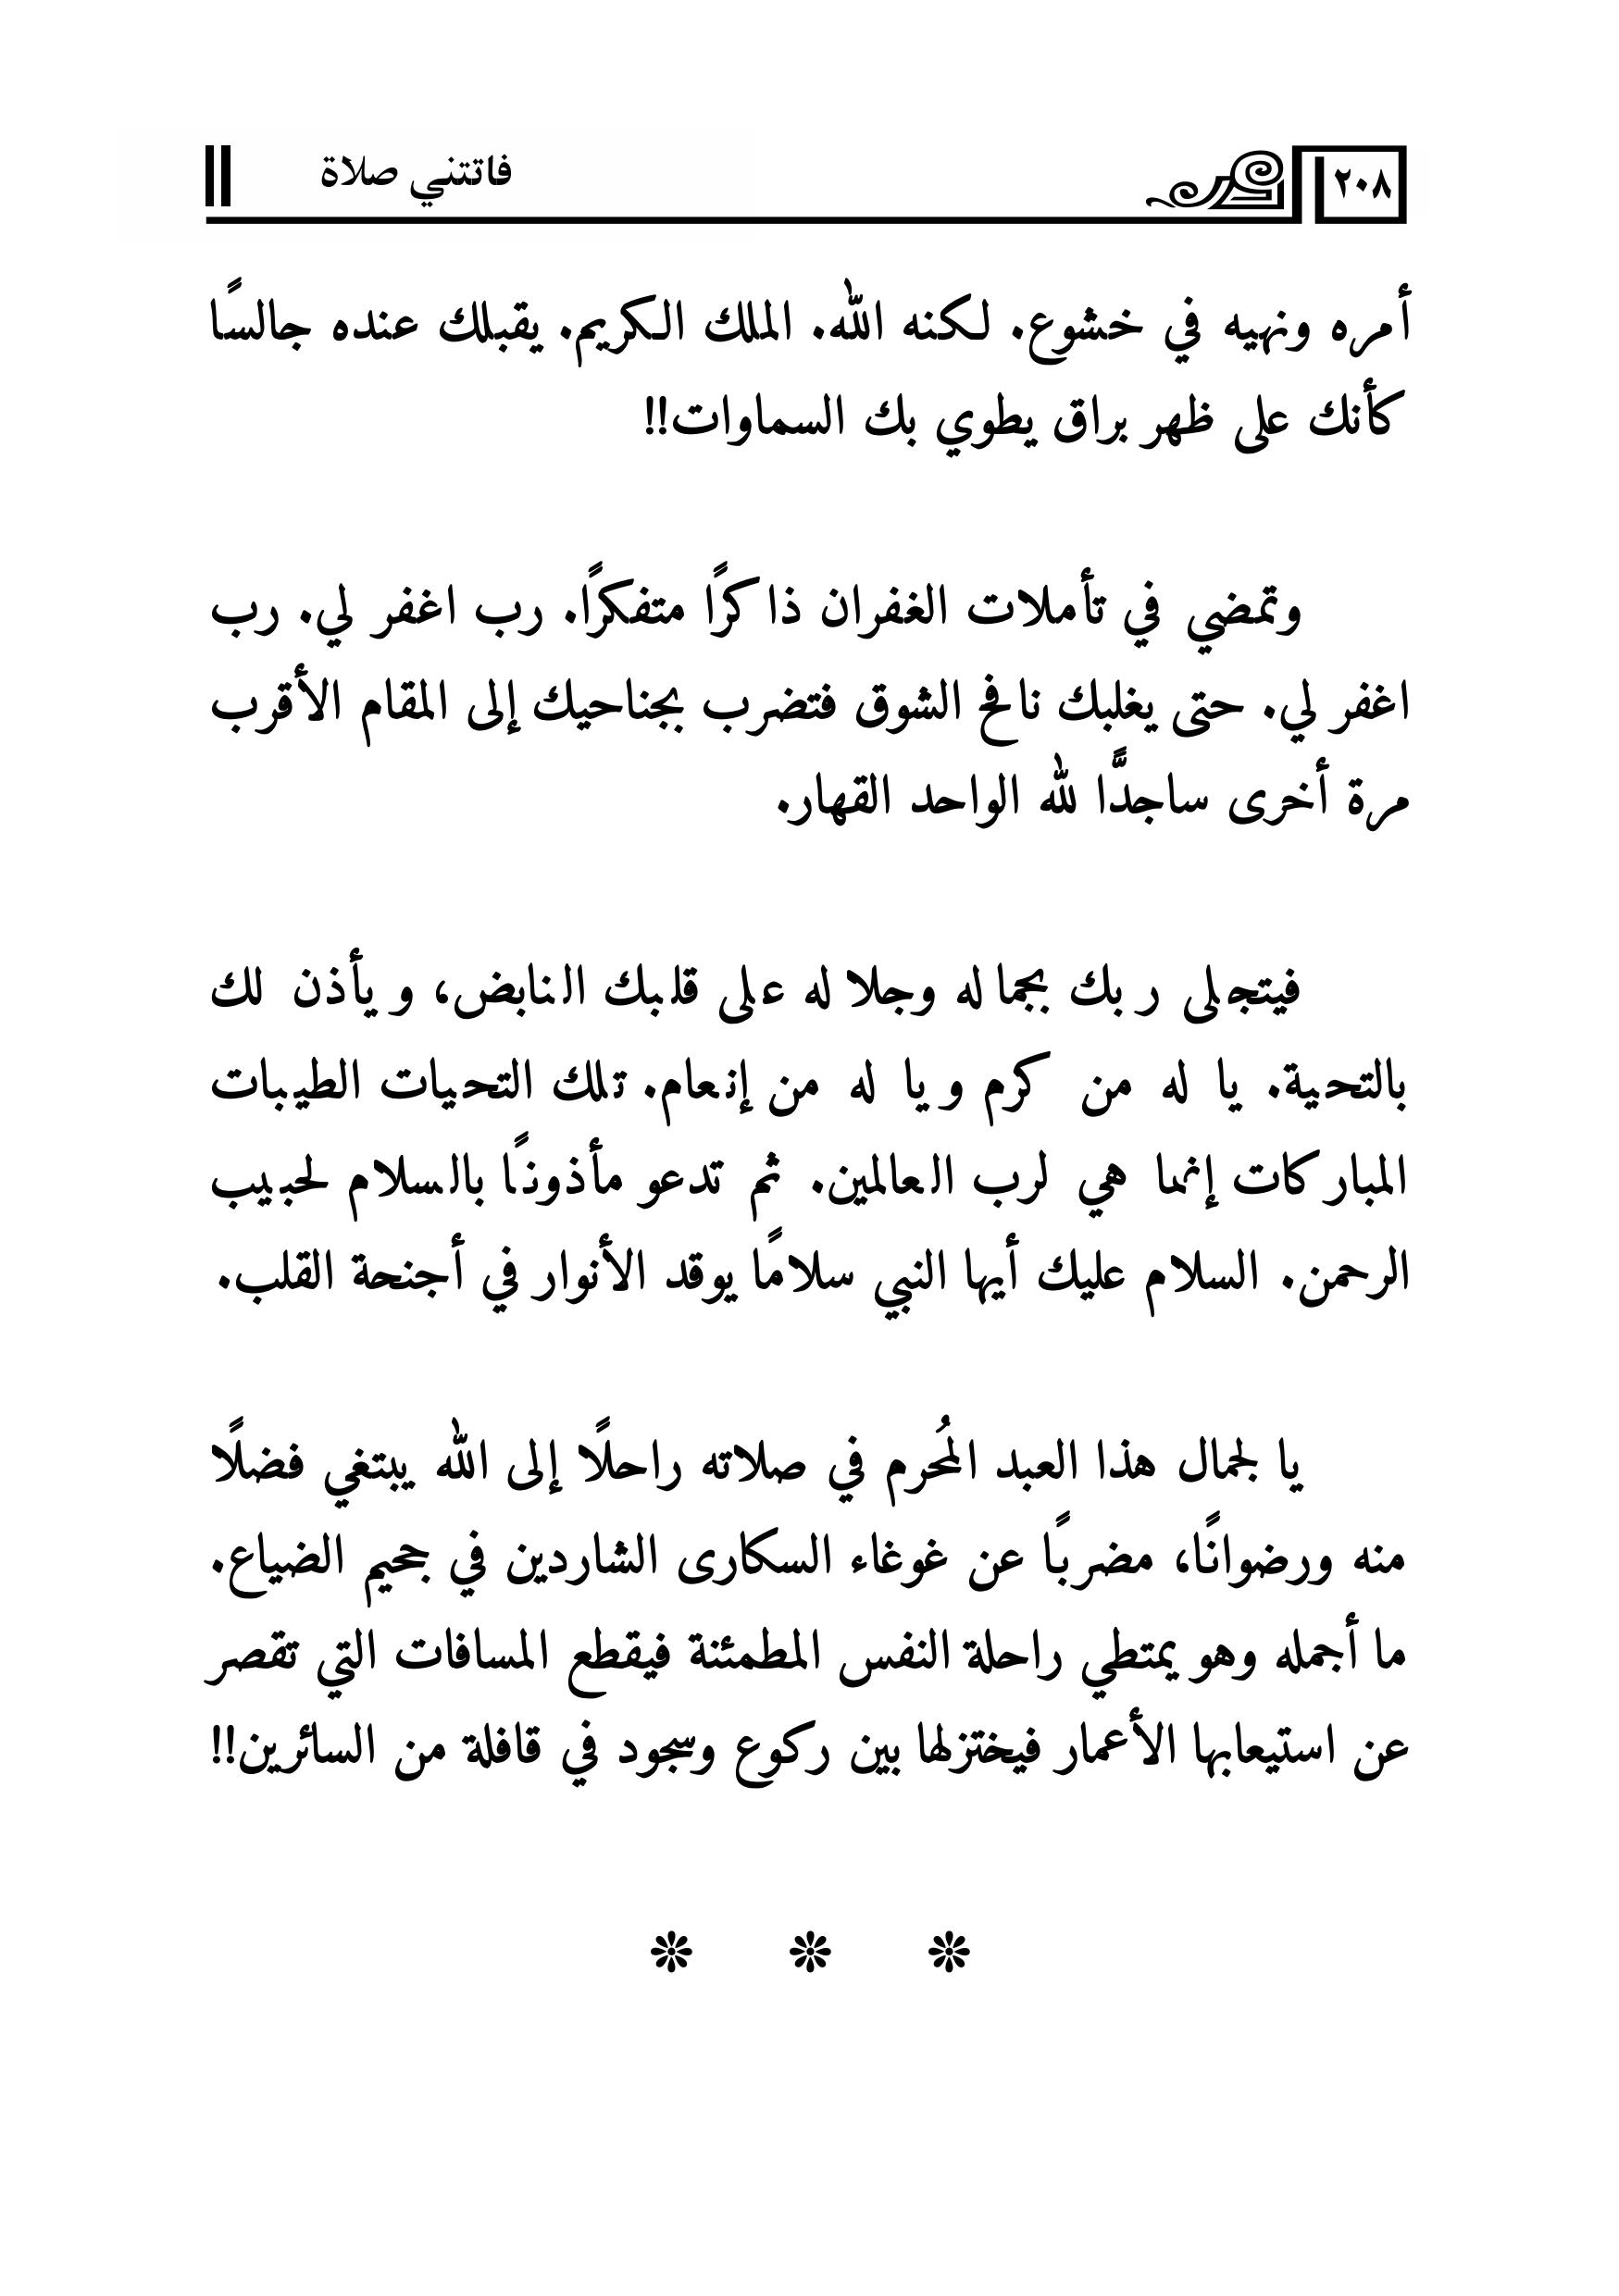 ٢٠٨
فاتتني صلاة
أمره ونهيه في خشوع. لكنه الله. الملك الكريم. يقبلك عنده جالسًا
كأنك على ظهر براق يطوي بك السماوات!!
وتمضي في تأملات الغفران ذاكرًا متفكرًا. رب اغفر لي. رب
اغفر لي. حتى يغلبك نافح الشوق فتضرب بجناحيك إلى المقام الأقرب
مرة أخرى ساجدًّا لله الواحد القهار.
فيتجلى ربك بجماله وجلاله على قلبك النابض، ويأذن لك
بالتحية. يا له من كرم ويا له من إنعام. تلك التحيات الطيبات
المباركات إنما هي لرب العالمين. ثم تدعو مأذونًا بالسلام لحبيب
الرحمن. السلام عليك أيها النبي سلامًا يوقد الأنوار في أجنحة القلب.
يا لجمال هذا العبد المُحرم في صلاته راحلًا إلى الله يبتغي فضلًا
منه ورضوانًا، مضربًا عن غوغاء السكارى الشاردين في جحيم الضياع.
ما أجمله وهو يمتطي راحلة النفس المطمئنة فيقطع المسافات التي تقصر
عن استيعابها الأعمار فيختزلها بين ركوع وسجود في قافلة من السائرين!!